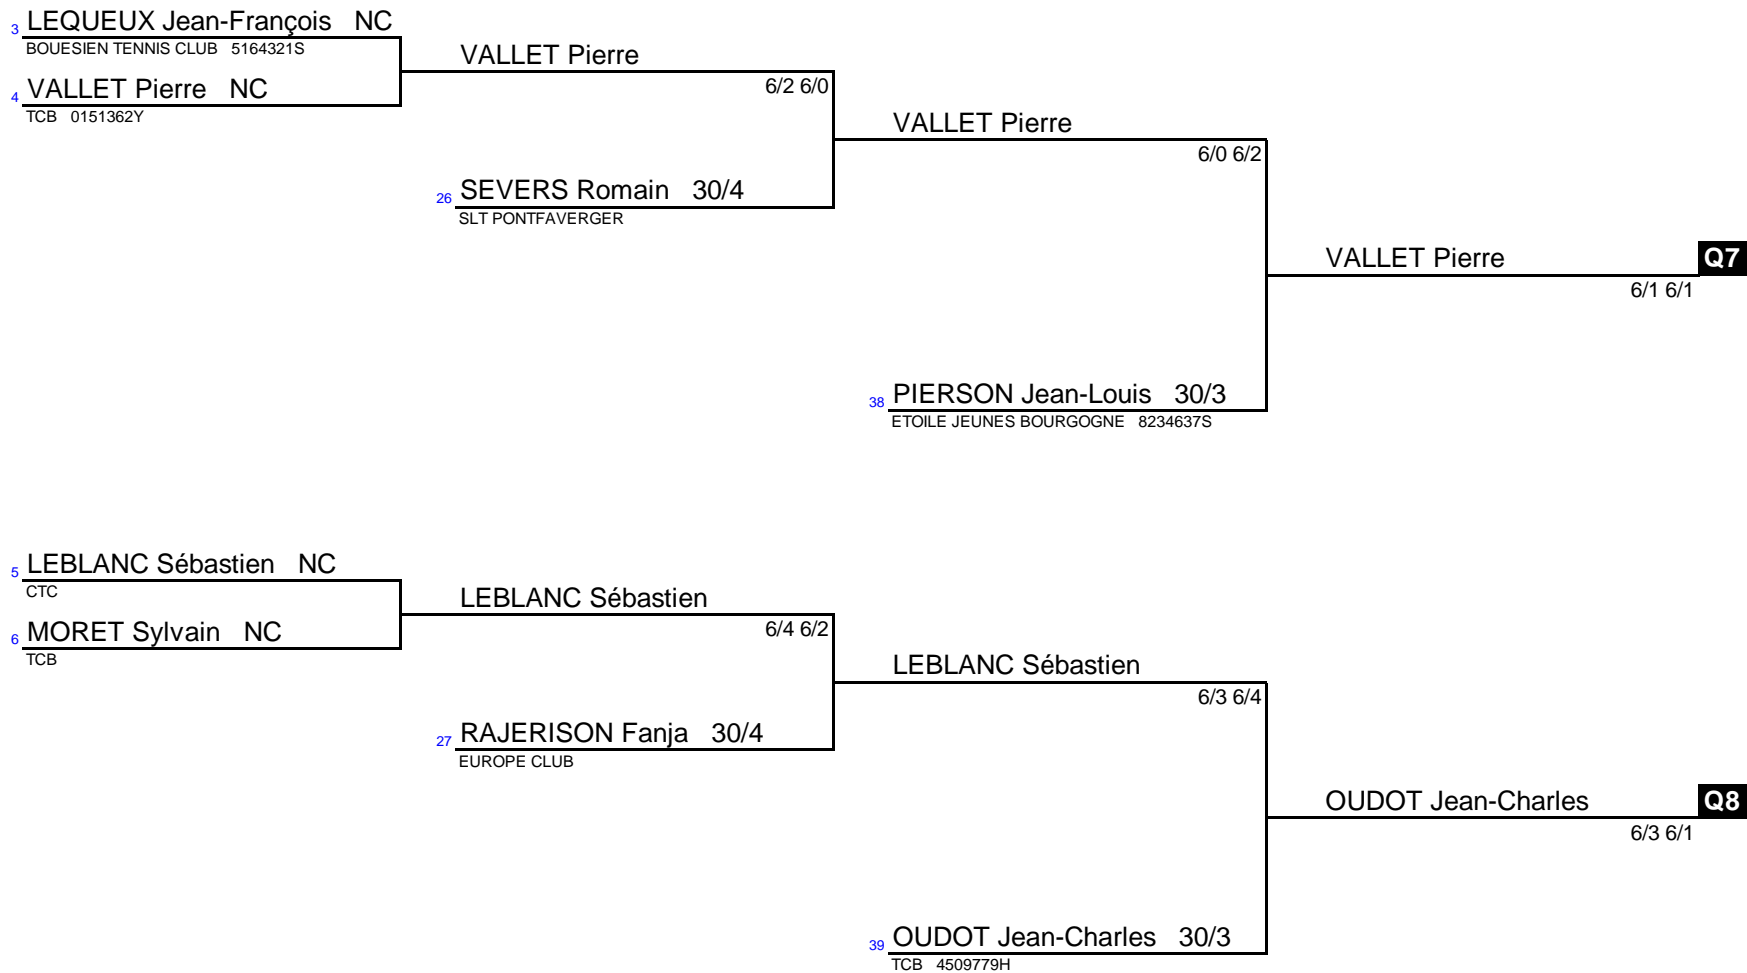 3 LEQUEUX Jean-François NC
BOUESIEN TENNIS CLUB 5164321S
VALLET Pierre
6/2 6/0
4 VALLET Pierre NC
TCB 0151362Y
VALLET Pierre
6/0 6/2
26 SEVERS Romain 30/4
SLT PONTFAVERGER
VALLET Pierre Q7
6/1 6/1
38 PIERSON Jean-Louis 30/3
ETOILE JEUNES BOURGOGNE 8234637S
5 LEBLANC Sébastien NC
CTC
LEBLANC Sébastien
6/4 6/2
6 MORET Sylvain NC
TCB
LEBLANC Sébastien
6/3 6/4
27 RAJERISON Fanja 30/4
EUROPE CLUB
OUDOT Jean-Charles Q8
6/3 6/1
39 OUDOT Jean-Charles 30/3
TCB 4509779H